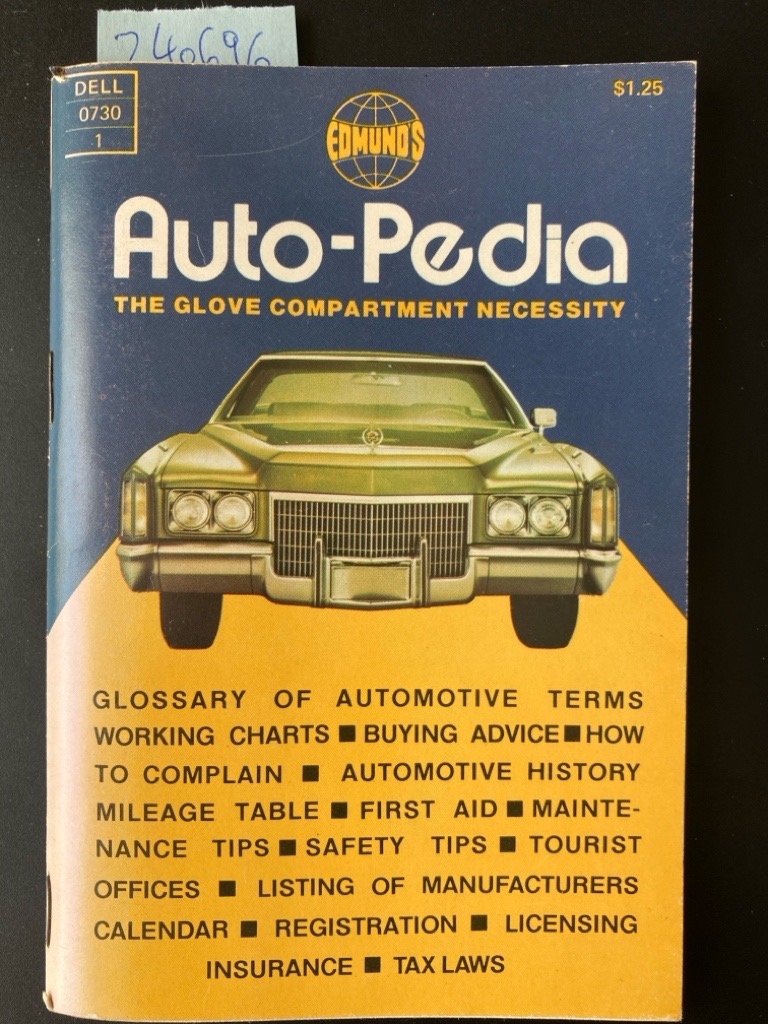 740696
DELL
0730
1
$1.25
EDMUND'S
Auto-Pedia
THE GLOVE COMPARTMENT NECESSITY
GLOSSARY OF AUTOMOTIVE TERMS
WORKING CHARTS ■ BUYING ADVICE ■ HOW
TO COMPLAIN ■ AUTOMOTIVE HISTORY
MILEAGE TABLE ■ FIRST AID ■ MAINTE-
NANCE TIPS ■ SAFETY TIPS ■ TOURIST
OFFICES ■ LISTING OF MANUFACTURERS
CALENDAR ■ REGISTRATION ■ LICENSING
INSURANCE ■ TAX LAWS